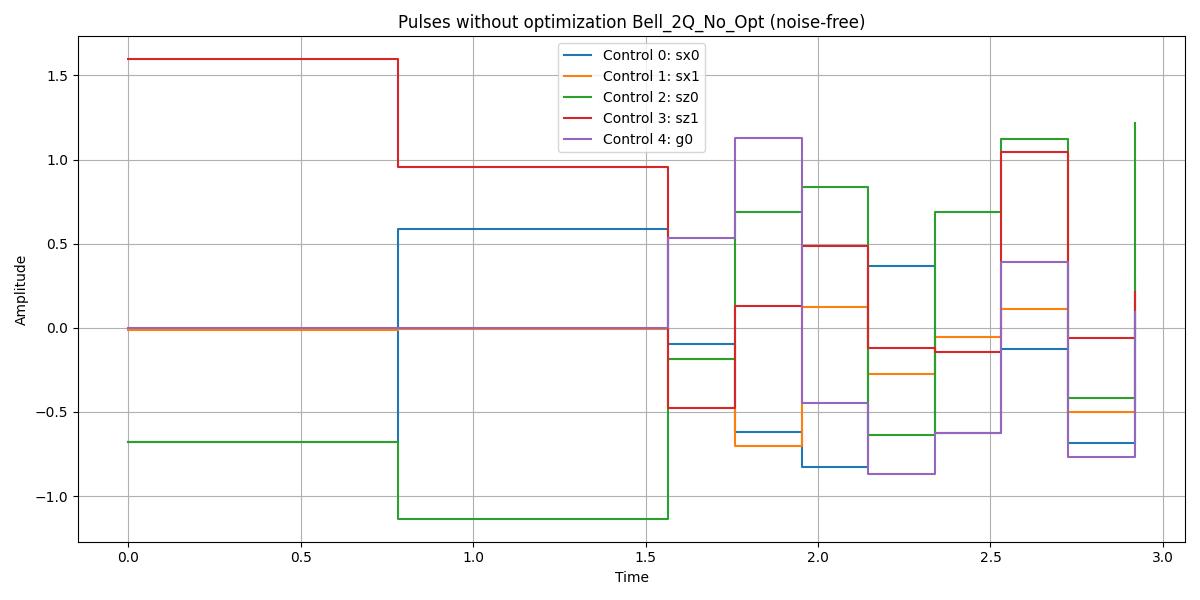 Pulses without optimization Bell_2Q_No_Opt (noise-free)
Control 0: sx0
Control 1: sx1
Control 2: sz0
Control 3: sz1
Control 4: g0
Amplitude
1.5
1.0
0.5
0.0
−0.5
−1.0
0.0 0.5 1.0 1.5 2.0 2.5 3.0
Time